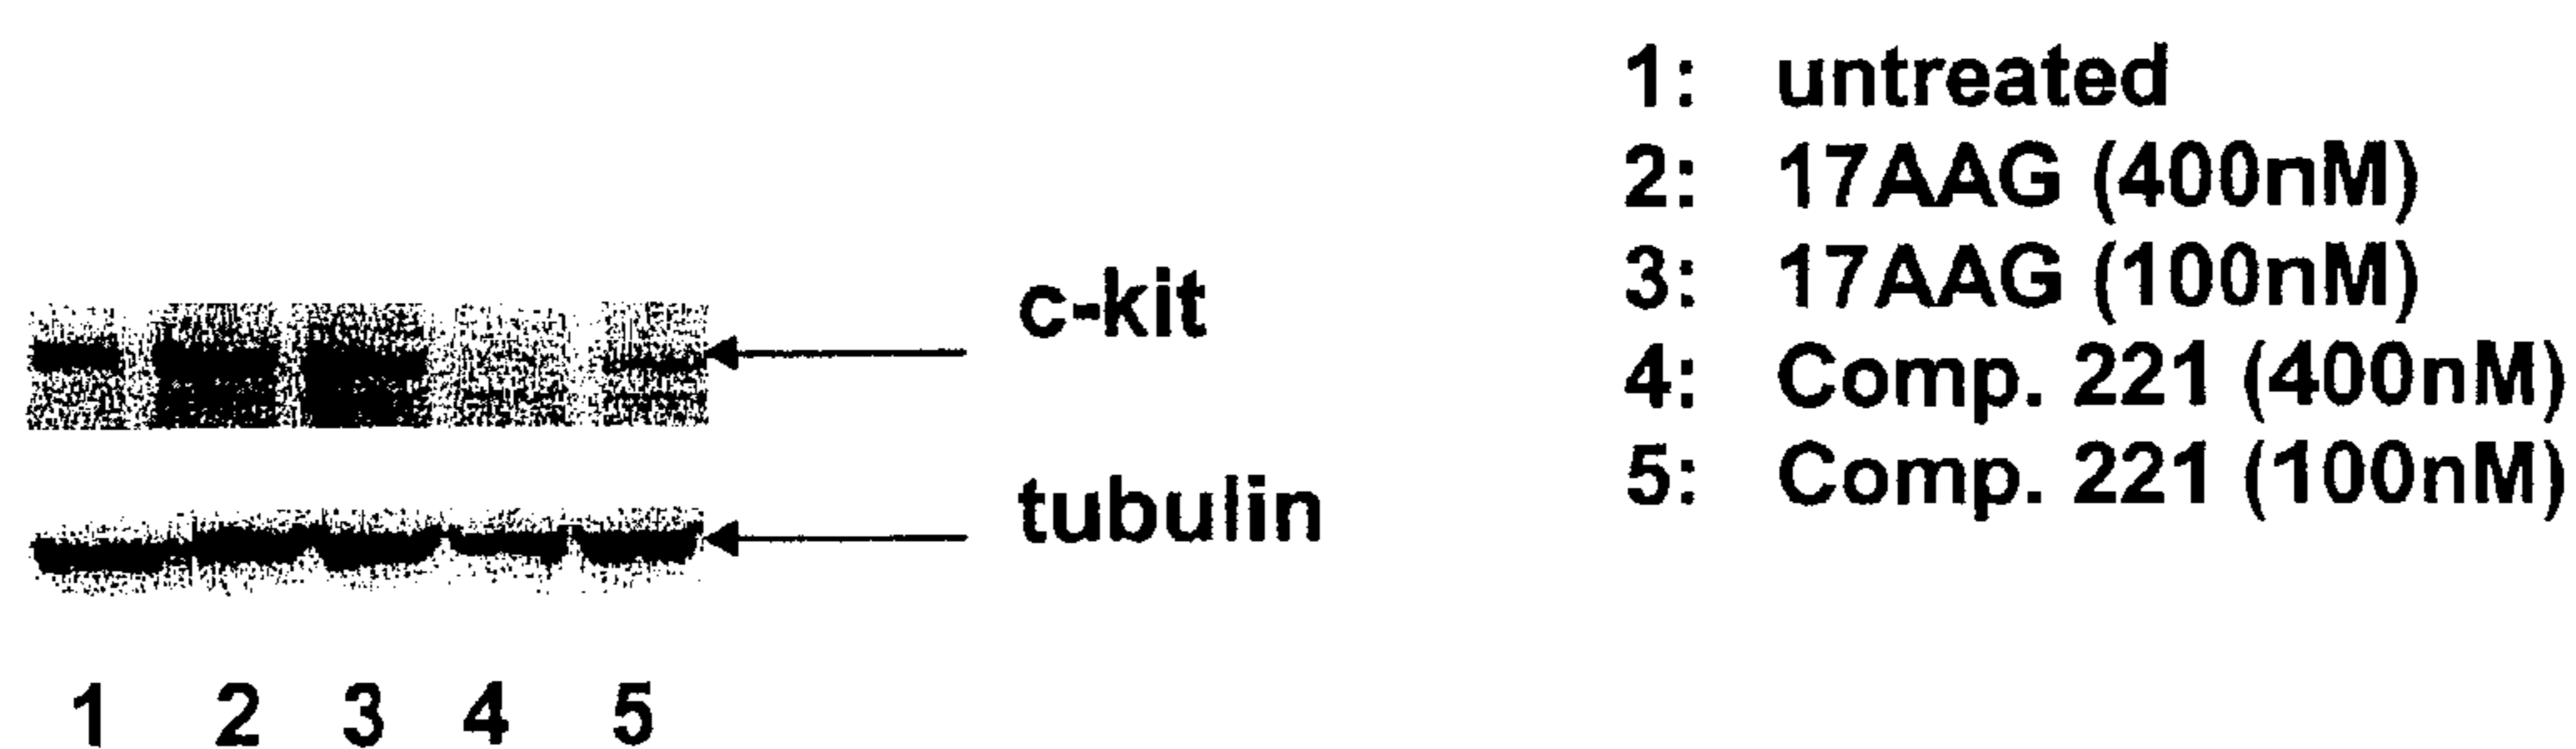 c-kit
tubulin
1 2 3 4 5
1: untreated
2: 17AAG (400nM)
3: 17AAG (100nM)
4: Comp. 221 (400nM)
5: Comp. 221 (100nM)